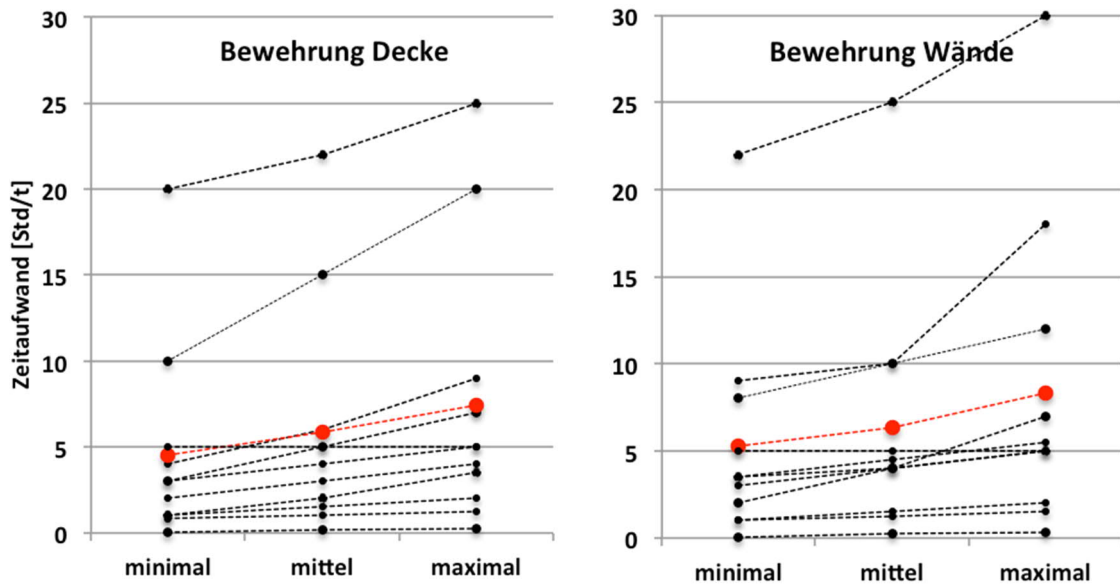 Bewehrung Decke
Zeitaufwand [Std/t]
30
25
20
15
10
5
0
minimal mittel maximal
Bewehrung Wände
30
25
20
15
10
5
0
minimal mittel maximal